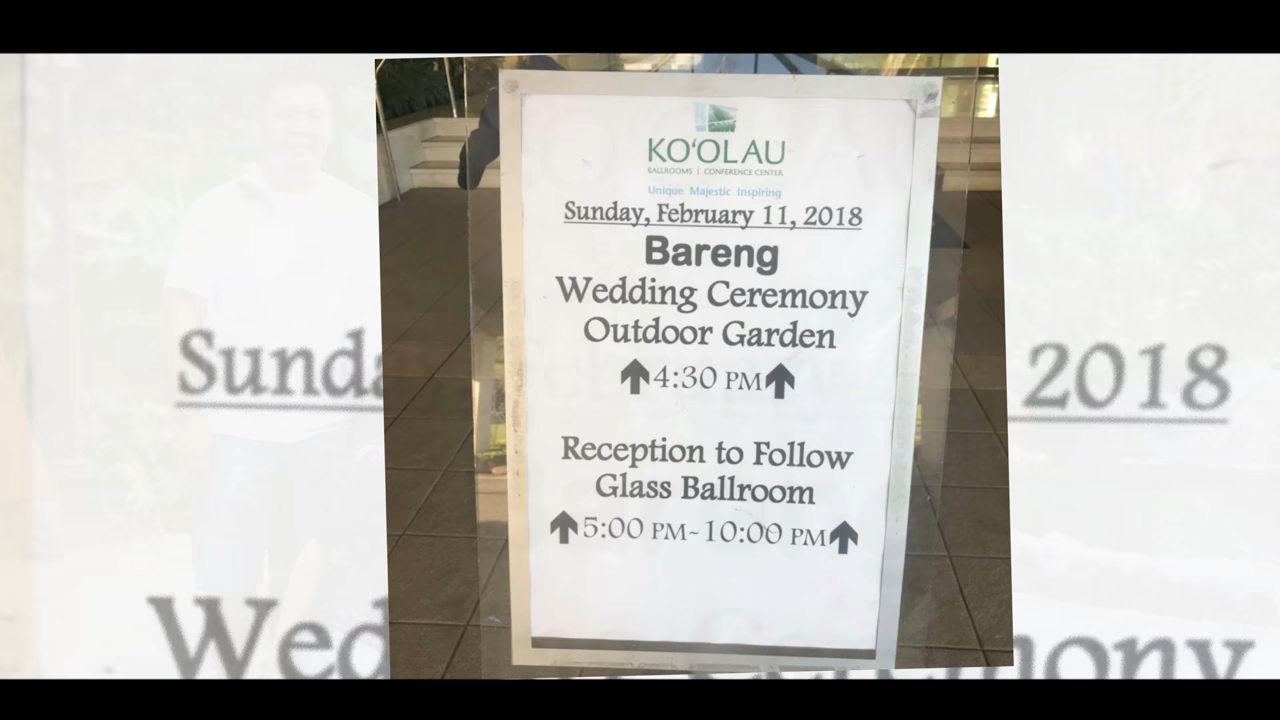 KO'OLAU
BALLROOMS | CONFERENCE CENTER
Unique Majestic Inspiring
Sunday, February 11, 2018
Bareng
Wedding Ceremony
Outdoor Garden
4:30 PM
Reception to Follow
Glass Ballroom
5:00 PM-10:00 PM